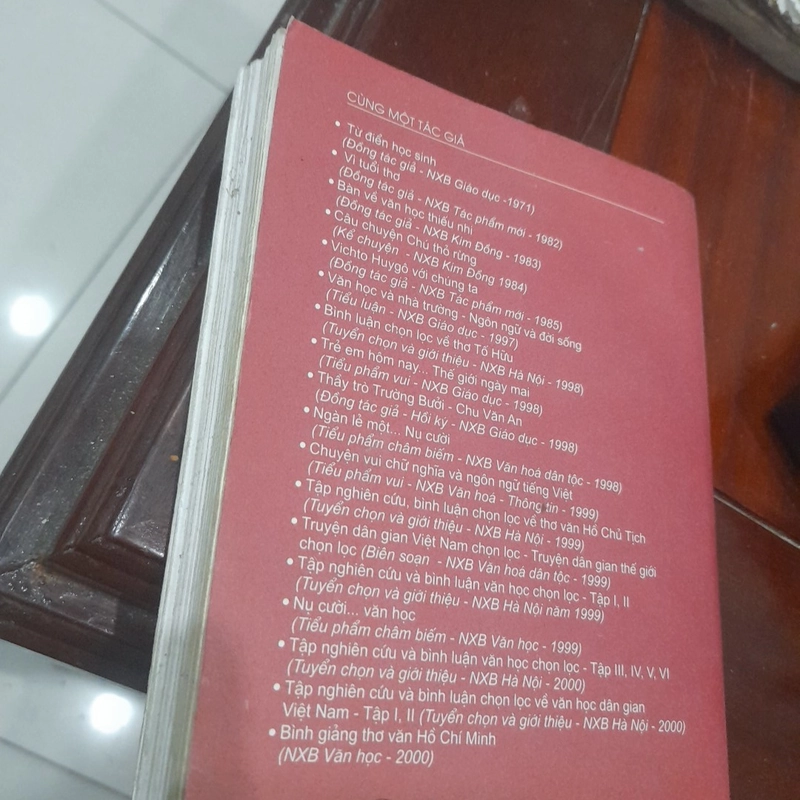 CÙNG MỘT TÁC GIẢ
• Từ điển học sinh
(Đồng tác giả - NXB Giáo dục -1971)
• Vì tuổi thơ
(Đồng tác giả - NXB Tác phẩm mới - 1982)
• Bàn về văn học thiếu nhi
(Đồng tác giả - NXB Kim Đồng - 1983)
• Câu chuyện Chú thỏ rừng
(Kể chuyện - NXB Kim Đồng 1984)
• Vichto Huygô với chúng ta
(Đồng tác giả - NXB Tác phẩm mới - 1985)
• Văn học và nhà trường - Ngôn ngữ và đời sống
(Tiểu luận - NXB Giáo dục - 1997)
• Bình luận chọn lọc về thơ Tố Hữu
(Tuyển chọn và giới thiệu - NXB Hà Nội - 1998)
• Trẻ em hôm nay... Thế giới ngày mai
(Tiểu phẩm vui - NXB Giáo dục - 1998)
• Thầy trò Trường Bưởi - Chu Văn An
(Đồng tác giả - Hồi ký - NXB Giáo dục - 1998)
• Ngàn lẻ một... Nụ cười
(Tiểu phẩm châm biếm - NXB Văn hoá dân tộc - 1998)
• Chuyện vui chữ nghĩa và ngôn ngữ tiếng Việt
(Tiểu phẩm vui - NXB Văn hoá - Thông tin - 1999)
• Tập nghiên cứu, bình luận chọn lọc về thơ văn Hồ Chủ Tịch
(Tuyển chọn và giới thiệu - NXB Hà Nội - 1999)
• Truyện dân gian Việt Nam chọn lọc - Truyện dân gian thế giới
chọn lọc (Biên soạn - NXB Văn hoá dân tộc - 1999)
• Tập nghiên cứu và bình luận văn học chọn lọc - Tập I, II
(Tuyển chọn và giới thiệu - NXB Hà Nội năm 1999)
• Nụ cười... văn học
(Tiểu phẩm châm biếm - NXB Văn học - 1999)
• Tập nghiên cứu và bình luận văn học chọn lọc - Tập III, IV, V, VI
(Tuyển chọn và giới thiệu - NXB Hà Nội - 2000)
• Tập nghiên cứu và bình luận chọn lọc về văn học dân gian
Việt Nam - Tập I, II (Tuyển chọn và giới thiệu - NXB Hà Nội - 2000)
• Bình giảng thơ văn Hồ Chí Minh
(NXB Văn học - 2000)